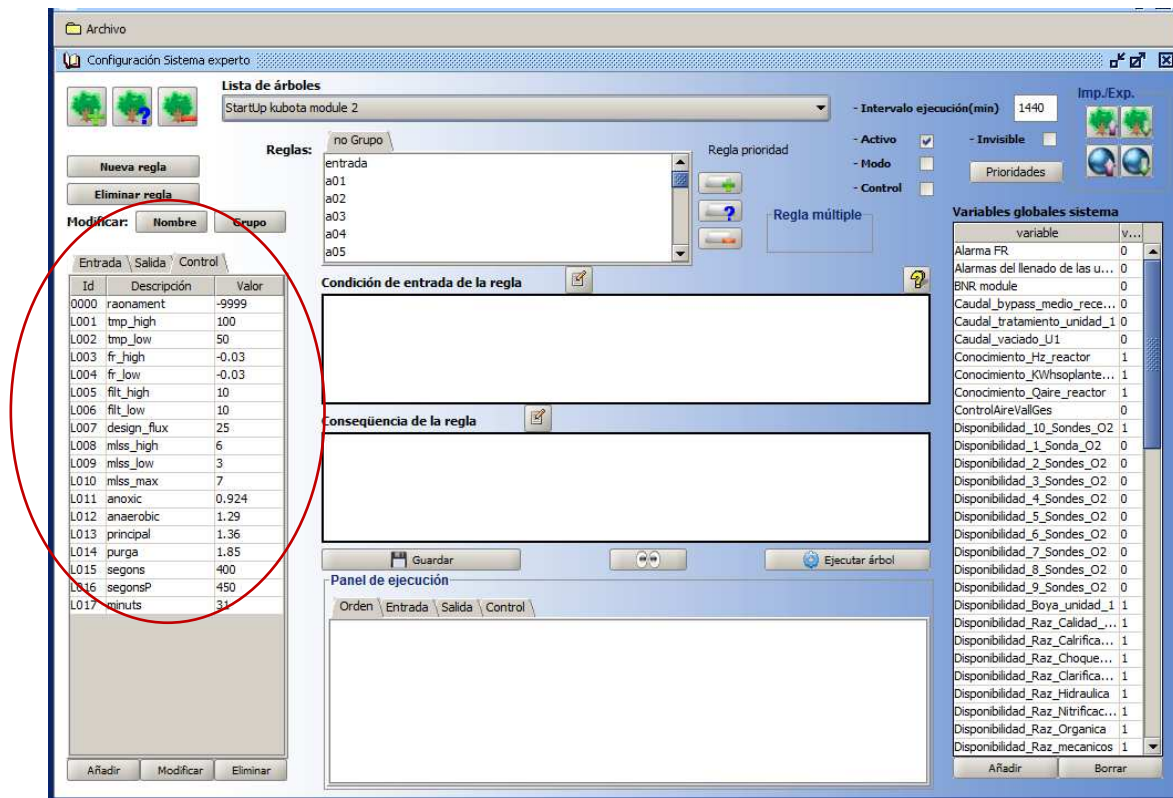 Archivo
Configuración Sistema experto
Lista de árboles
StartUp kubota module 2
- Intervalo ejecución(min) 1440
Imp./Exp.
- Activo
- Invisible
- Modo
- Control
Prioridades
Reglas:
no Grupo
entrada
a01
a02
a03
a04
a05
Regla prioridad
Regla múltiple
Nueva regla
Eliminar regla
Modificar: Nombre Grupo
Entrada Salida Control
Id Descripción Valor
0000 raonament -9999
L001 tmp_high 100
L002 tmp_low 50
L003 fr_high -0.03
L004 fr_low -0.03
L005 filt_high 10
L006 filt_low 10
L007 design_flux 25
L008 mlss_high 6
L009 mlss_low 3
L010 mlss_max 7
L011 anoxic 0.924
L012 anaerobic 1.29
L013 principal 1.36
L014 purga 1.85
L015 segons 400
L016 segonsP 450
L017 minuts 31
Añadir Modificar Eliminar
Condición de entrada de la regla
Conseqüencia de la regla
Guardar
Ejecutar árbol
Panel de ejecución
Orden Entrada Salida Control
Variables globales sistema
variable v...
Alarma FR 0
Alarmas del llenado de las u... 0
BNR module 0
Caudal_bypass_medio_rece... 0
Caudal_tratamiento_unidad_1 0
Caudal_vaciado_U1 0
Conocimiento_Hz_reactor 1
Conocimiento_KWhsoplante... 1
Conocimiento_Qaire_reactor 1
ControlAireVallGes 0
Disponibilidad_10_Sondes_O2 1
Disponibilidad_1_Sonda_O2 0
Disponibilidad_2_Sondes_O2 0
Disponibilidad_3_Sondes_O2 0
Disponibilidad_4_Sondes_O2 0
Disponibilidad_5_Sondes_O2 0
Disponibilidad_6_Sondes_O2 0
Disponibilidad_7_Sondes_O2 0
Disponibilidad_8_Sondes_O2 0
Disponibilidad_9_Sondes_O2 0
Disponibilidad_Boya_unidad_1 1
Disponibilidad_Raz_Calidad_... 1
Disponibilidad_Raz_Calrifica... 1
Disponibilidad_Raz_Choque... 1
Disponibilidad_Raz_Clarifica... 1
Disponibilidad_Raz_Hidraulica 1
Disponibilidad_Raz_Nitrificac... 1
Disponibilidad_Raz_Organica 1
Disponibilidad_Raz_mecanicos 1
Añadir Borrar